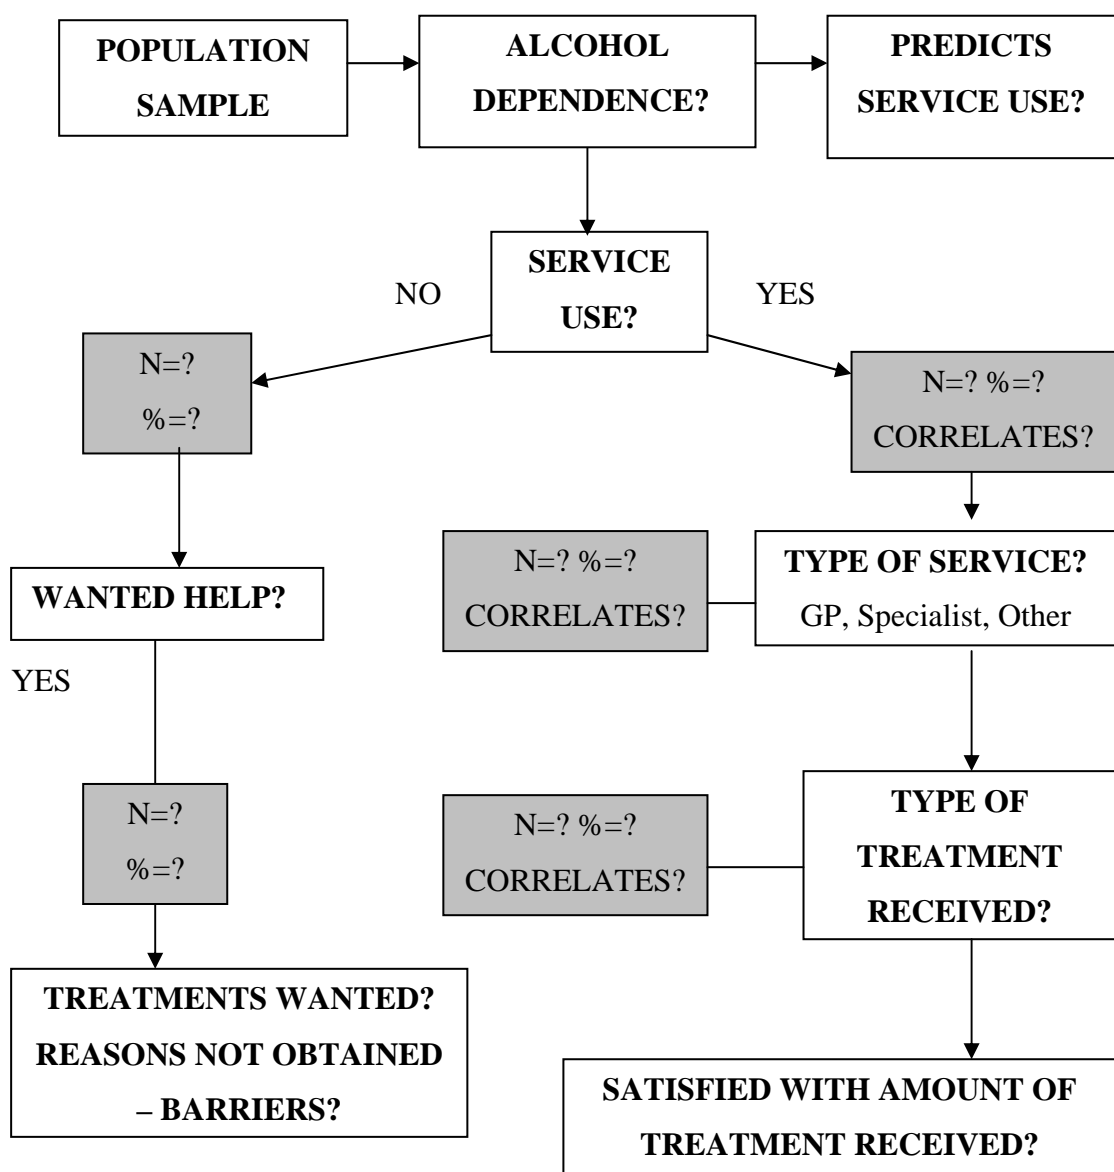 POPULATION
SAMPLE
ALCOHOL
DEPENDENCE?
PREDICTS
SERVICE USE?
SERVICE
USE?
NO
YES
N=?
%=?
N=? %=?
CORRELATES?
WANTED HELP?
N=? %=?
CORRELATES?
TYPE OF SERVICE?
GP, Specialist, Other
YES
N=?
%=?
N=? %=?
CORRELATES?
TYPE OF
TREATMENT
RECEIVED?
TREATMENTS WANTED?
REASONS NOT OBTAINED
– BARRIERS?
SATISFIED WITH AMOUNT OF
TREATMENT RECEIVED?